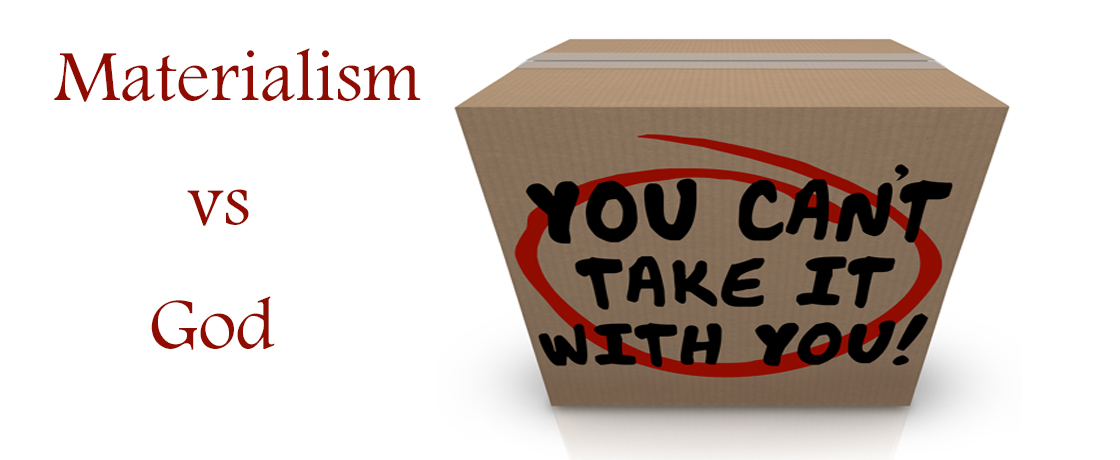 Materialism
vs
God
YOU CAN'T
TAKE IT
WITH YOU!